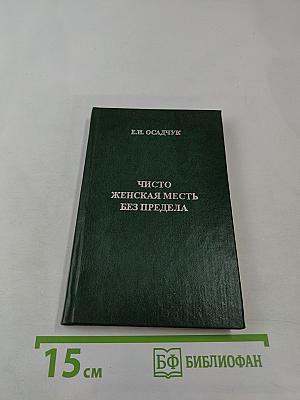 Е.И. ОСАДЧУК
ЧИСТО
ЖЕНСКАЯ МЕСТЬ
БЕЗ ПРЕДЕЛА
15 см
БФ БИБЛИОФАН